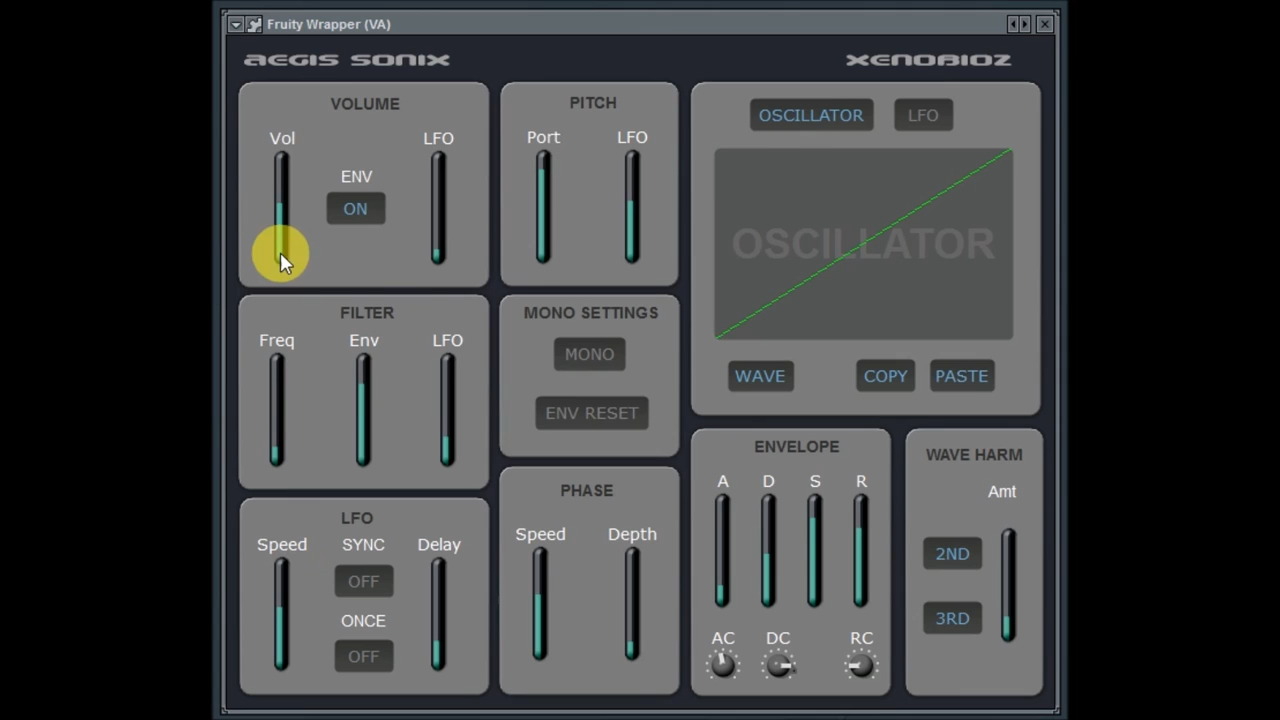 Fruity Wrapper (VA)
AEGIS SONIX
XENOBIOZ
VOLUME
Vol
LFO
ENV
ON
PITCH
Port
LFO
OSCILLATOR
LFO
OSCILLATOR
WAVE
COPY
PASTE
FILTER
Freq
Env
LFO
MONO SETTINGS
MONO
ENV RESET
LFO
Speed
SYNC
Delay
OFF
ONCE
OFF
PHASE
Speed
Depth
ENVELOPE
A
D
S
R
AC
DC
RC
WAVE HARM
Amt
2ND
3RD